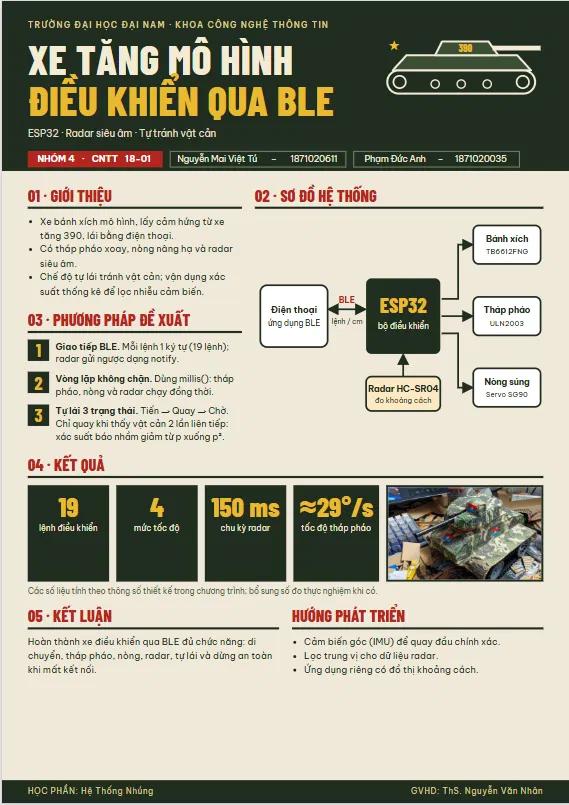 TRƯỜNG ĐẠI HỌC ĐẠI NAM · KHOA CÔNG NGHỆ THÔNG TIN
XE TĂNG MÔ HÌNH
ĐIỀU KHIỂN QUA BLE
ESP32 · Radar siêu âm · Tự tránh vật cản
★ 390
NHÓM 4 · CNTT 18-01
Nguyễn Mai Việt Tú – 1871020611
Phạm Đức Anh – 1871020035
01 · GIỚI THIỆU
• Xe bánh xích mô hình, lấy cảm hứng từ xe
tăng 390, lái bằng điện thoại.
• Có tháp pháo xoay, nòng nâng hạ và radar
siêu âm.
• Chế độ tự lái tránh vật cản; vận dụng xác
suất thống kê để lọc nhiễu cảm biến.
02 · SƠ ĐỒ HỆ THỐNG
Điện thoại
ứng dụng BLE
BLE
lệnh / cm
ESP32
bộ điều khiển
Radar HC-SR04
đo khoảng cách
Bánh xích
TB6612FNG
Tháp pháo
ULN2003
Nòng súng
Servo SG90
03 · PHƯƠNG PHÁP ĐỀ XUẤT
1 Giao tiếp BLE. Mỗi lệnh 1 ký tự (19 lệnh);
radar gửi ngược dạng notify.
2 Vòng lặp không chặn. Dùng millis(): tháp
pháo, nòng và radar chạy đồng thời.
3 Tự lái 3 trạng thái. Tiến → Quay → Chờ.
Chỉ quay khi thấy vật cản 2 lần liên tiếp:
xác suất báo nhầm giảm từ p xuống p².
04 · KẾT QUẢ
19
lệnh điều khiển
4
mức tốc độ
150 ms
chu kỳ radar
≈29°/s
tốc độ tháp pháo
Các số liệu tính theo thông số thiết kế trong chương trình; bổ sung số đo thực nghiệm khi có.
05 · KẾT LUẬN
Hoàn thành xe điều khiển qua BLE đủ chức năng: di
chuyển, tháp pháo, nòng, radar, tự lái và dừng an toàn
khi mất kết nối.
HƯỚNG PHÁT TRIỂN
• Cảm biến góc (IMU) để quay đầu chính xác.
• Lọc trung vị cho dữ liệu radar.
• Ứng dụng riêng có đồ thị khoảng cách.
HỌC PHẦN: Hệ Thống Nhúng
GVHD: ThS. Nguyễn Văn Nhân